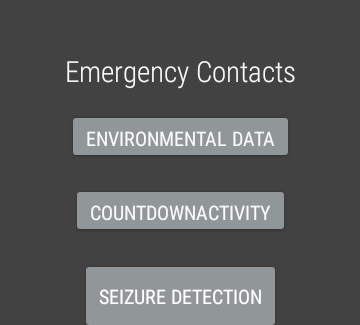 Emergency Contacts
ENVIRONMENTAL DATA
COUNTDOWNACTIVITY
SEIZURE DETECTION